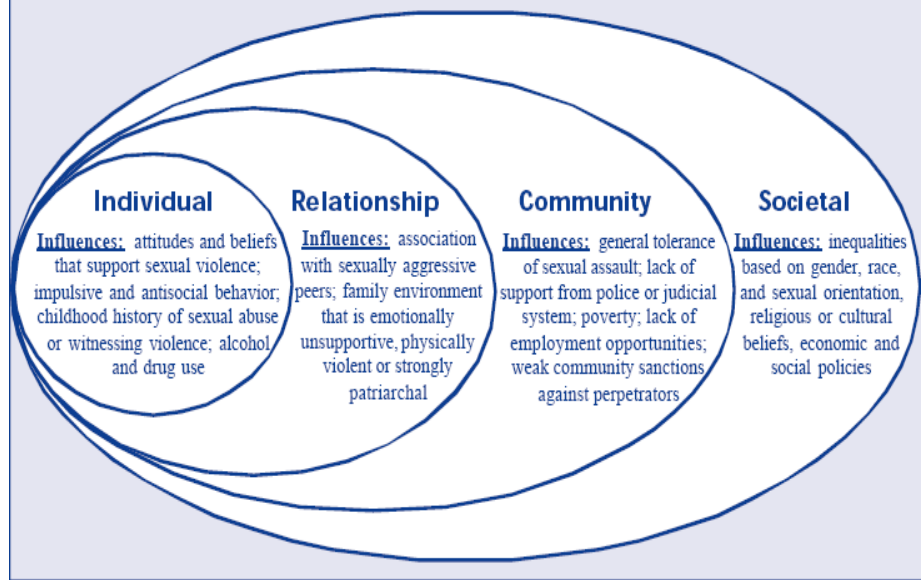 Individual
Influences: attitudes and beliefs
that support sexual violence;
impulsive and antisocial behavior;
childhood history of sexual abuse
or witnessing violence; alcohol
and drug use
Relationship
Influences: association
with sexually aggressive
peers; family environment
that is emotionally
unsupportive, physically
violent or strongly
patriarchal
Community
Influences: general tolerance
of sexual assault; lack of
support from police or judicial
system; poverty; lack of
employment opportunities;
weak community sanctions
against perpetrators
Societal
Influences: inequalities
based on gender, race,
and sexual orientation,
religious or cultural
beliefs, economic and
social policies